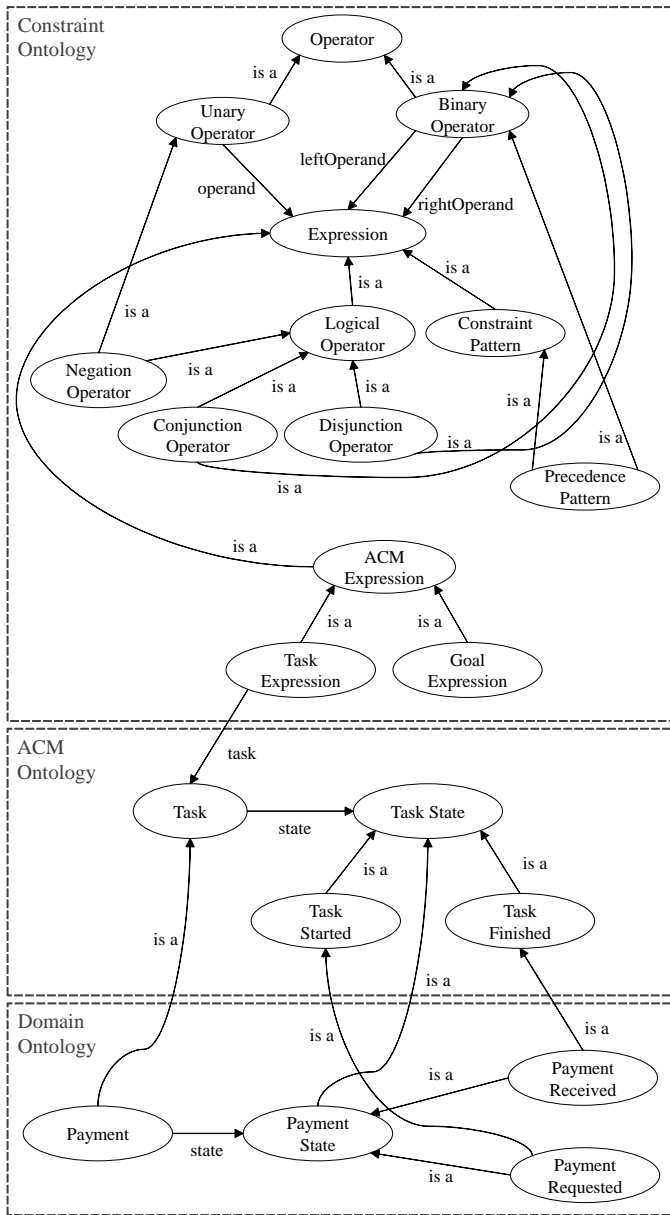 Constraint
Ontology
Operator
is a
is a
Unary
Operator
Binary
Operator
leftOperand
operand
rightOperand
Expression
is a
is a
is a
Logical
Operator
Constraint
Pattern
Negation
Operator
is a
is a
is a
is a
Conjunction
Operator
Disjunction
Operator
is a
is a
is a
Precedence
Pattern
is a
ACM
Expression
is a
is a
Task
Expression
Goal
Expression
ACM
Ontology
task
Task
state
Task State
is a
is a
Task
Started
Task
Finished
is a
is a
Domain
Ontology
is a
is a
Payment
Received
is a
Payment
state
Payment
State
is a
Payment
Requested